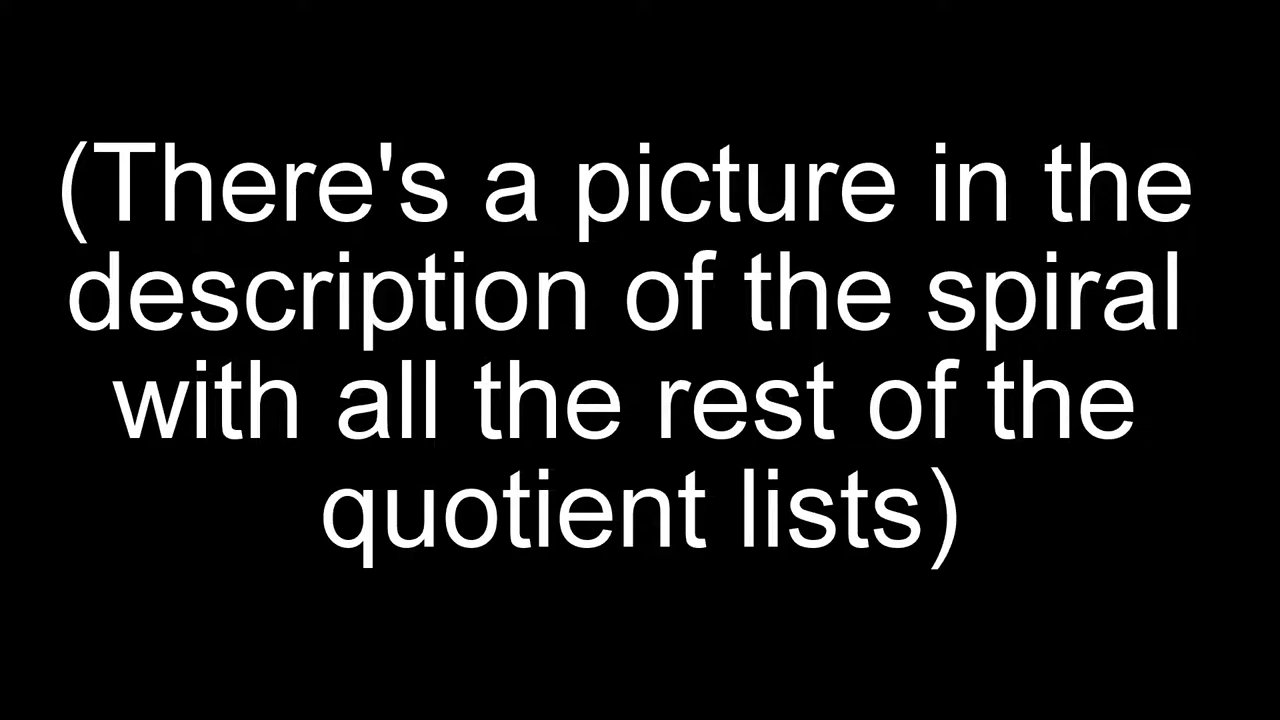 (There's a picture in the
description of the spiral
with all the rest of the
quotient lists)